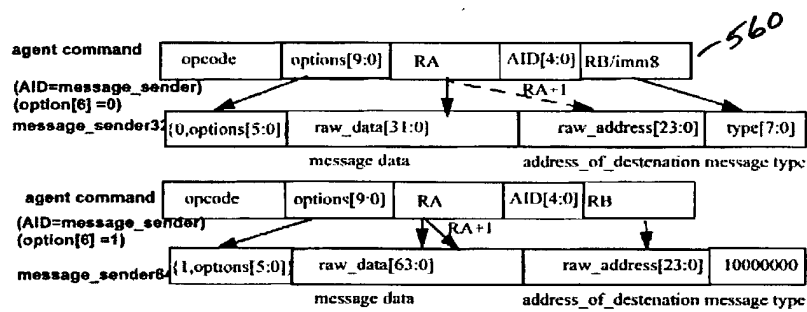 560
agent command opcode options[9:0] RA AID[4:0] RB/imm8
(AID=message_sender)
(option[6] =0)
RA+1
message_sender32 {0,options[5:0]} raw_data[31:0] raw_address[23:0] type[7:0]
message data address_of_destenation message type
agent command opcode options[9:0] RA AID[4:0] RB
(AID=message_sender)
(option[6] =1)
RA+1
message_sender64 {1,options[5:0]} raw_data[63:0] raw_address[23:0] 10000000
message data address_of_destenation message type